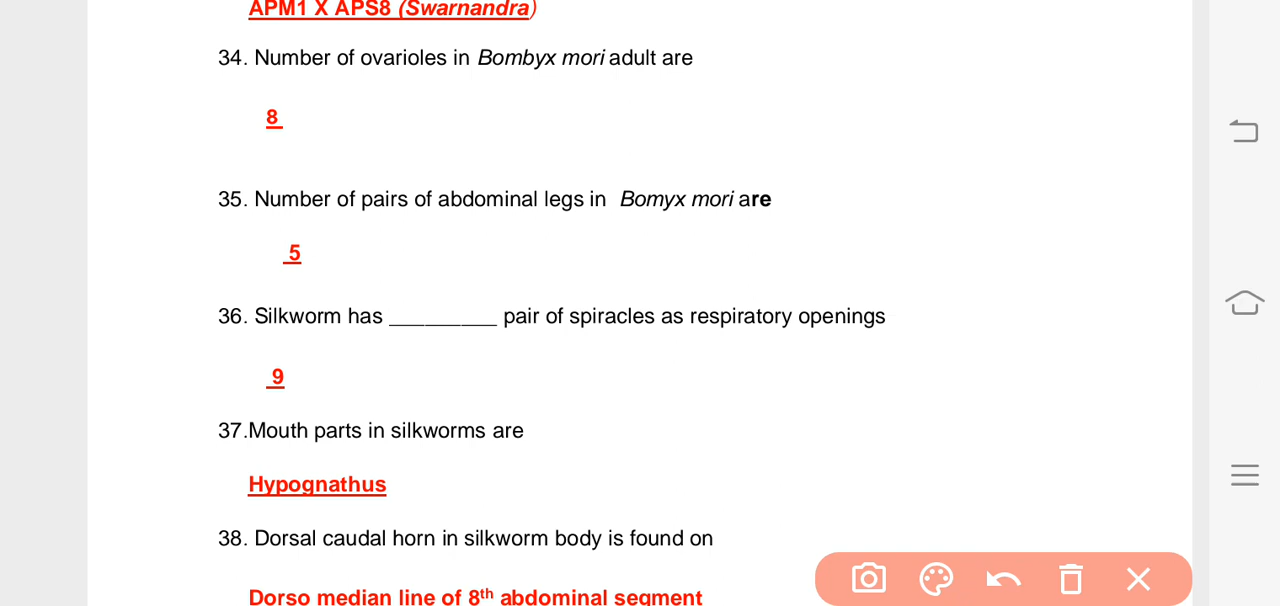 APM1 X APS8 (Swarnandra)
34. Number of ovarioles in Bombyx mori adult are
8
35. Number of pairs of abdominal legs in Bomyx mori are
5
36. Silkworm has _________ pair of spiracles as respiratory openings
9
37.Mouth parts in silkworms are
Hypognathus
38. Dorsal caudal horn in silkworm body is found on
Dorso median line of 8th abdominal segment